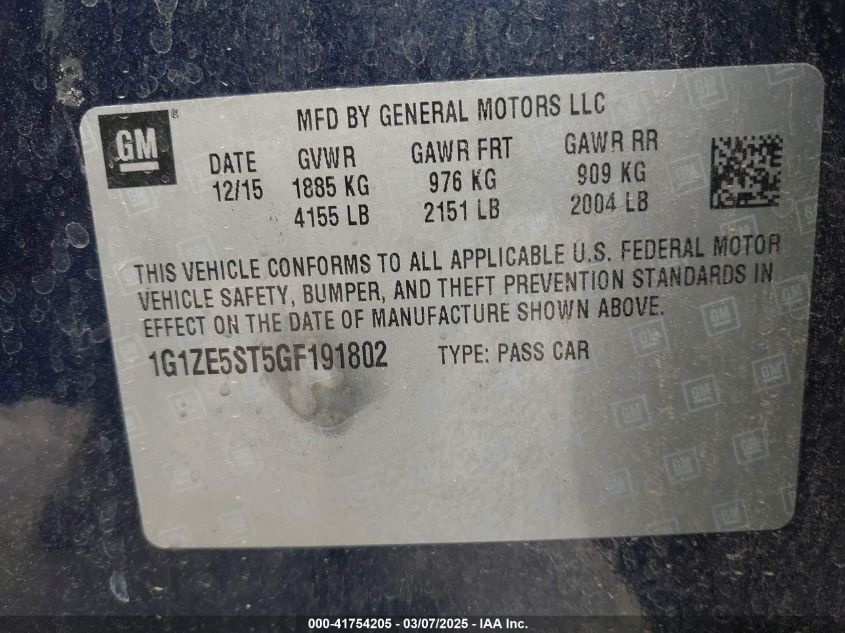 GM ® MFD BY GENERAL MOTORS LLC
DATE GVWR GAWR FRT GAWR RR
12/15 1885 KG 976 KG 909 KG
4155 LB 2151 LB 2004 LB
THIS VEHICLE CONFORMS TO ALL APPLICABLE U.S. FEDERAL MOTOR
VEHICLE SAFETY, BUMPER, AND THEFT PREVENTION STANDARDS IN
EFFECT ON THE DATE OF MANUFACTURE SHOWN ABOVE.
1G1ZE5ST5GF191802 TYPE: PASS CAR
000-41754205 — 03/07/2025 — IAA Inc.